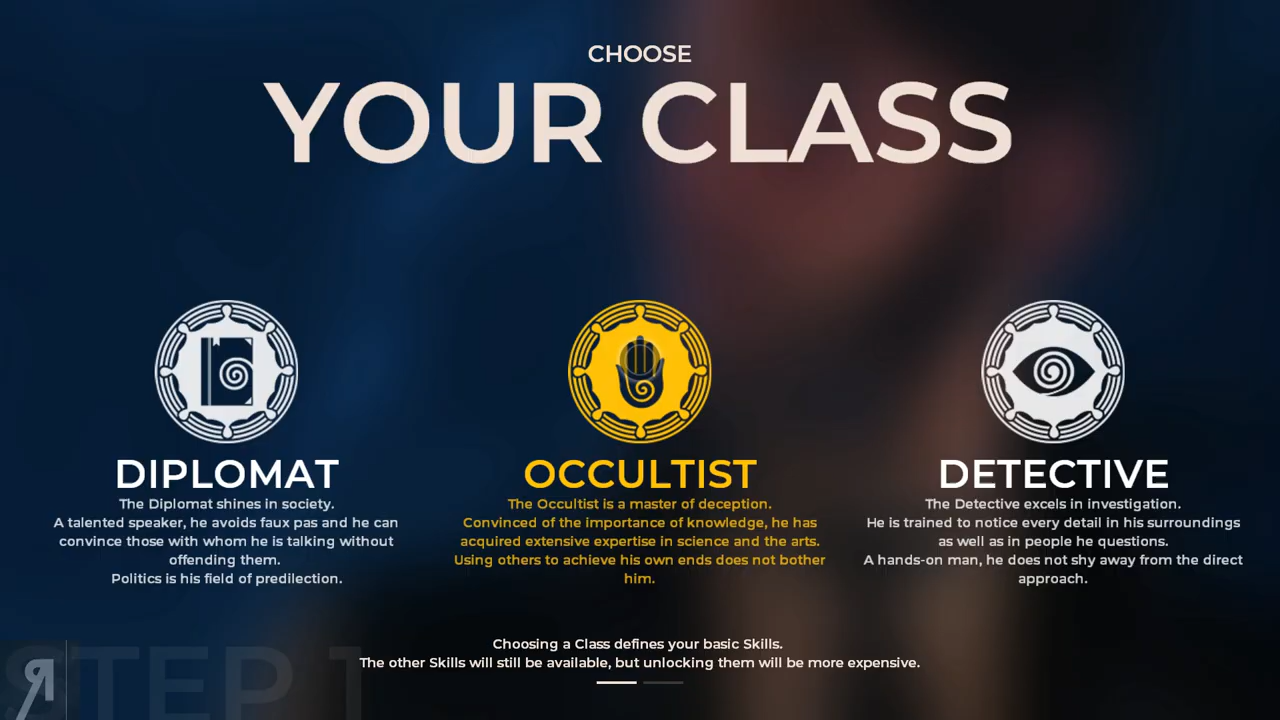 CHOOSE
YOUR CLASS
DIPLOMAT
The Diplomat shines in society.
A talented speaker, he avoids faux pas and he can
convince those with whom he is talking without
offending them.
Politics is his field of predilection.
OCCULTIST
The Occultist is a master of deception.
Convinced of the importance of knowledge, he has
acquired extensive expertise in science and the arts.
Using others to achieve his own ends does not bother
him.
DETECTIVE
The Detective excels in investigation.
He is trained to notice every detail in his surroundings
as well as in people he questions.
A hands-on man, he does not shy away from the direct
approach.
Choosing a Class defines your basic Skills.
The other Skills will still be available, but unlocking them will be more expensive.
STEP 1